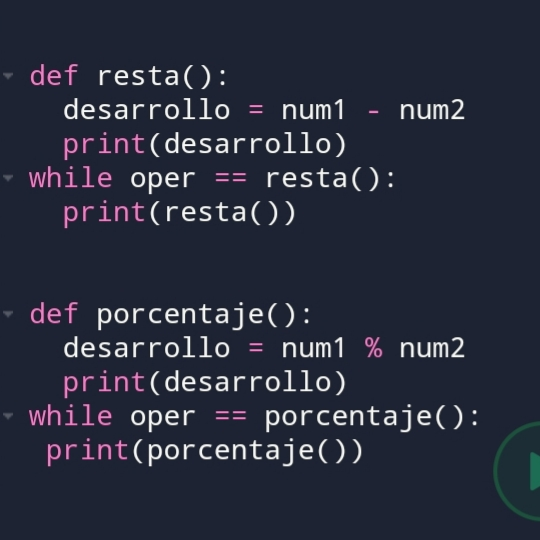 def resta():
  desarrollo = num1 - num2
  print(desarrollo)
while oper == resta():
  print(resta())
def porcentaje():
  desarrollo = num1 % num2
  print(desarrollo)
while oper == porcentaje():
 print(porcentaje())